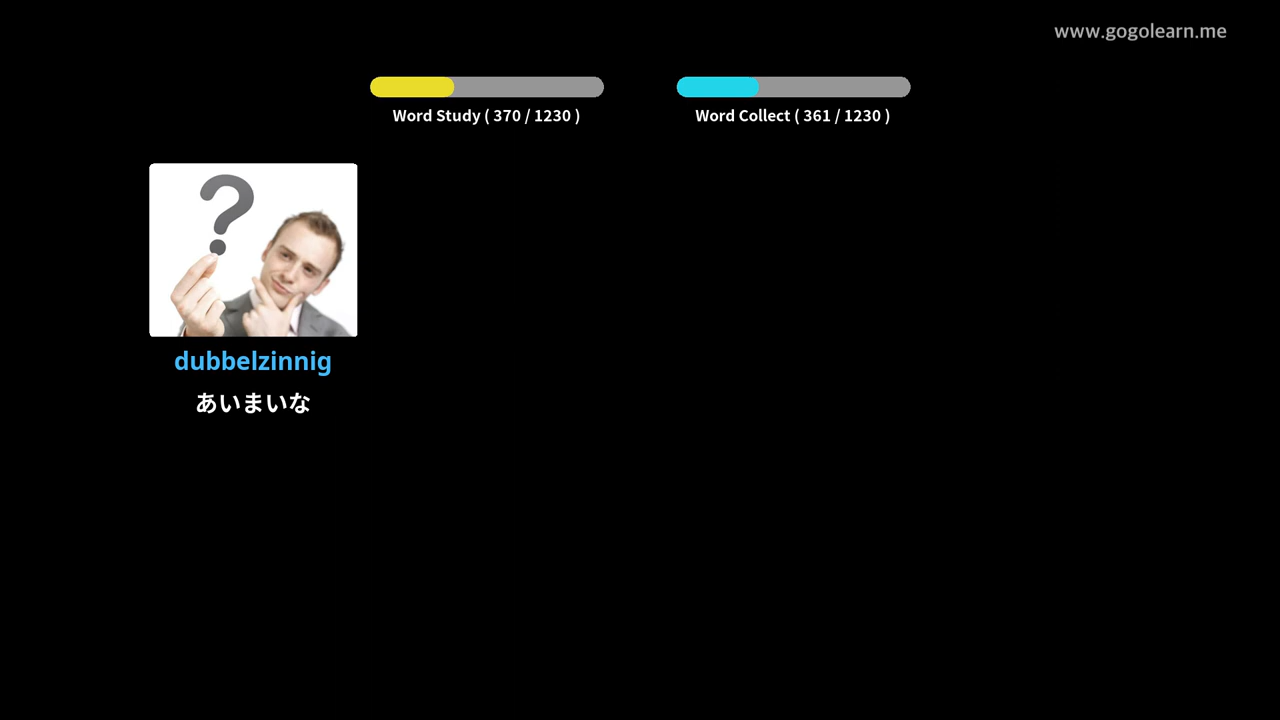 www.gogolearn.me
Word Study ( 370 / 1230 )
Word Collect ( 361 / 1230 )
?
dubbelzinnig
あいまいな